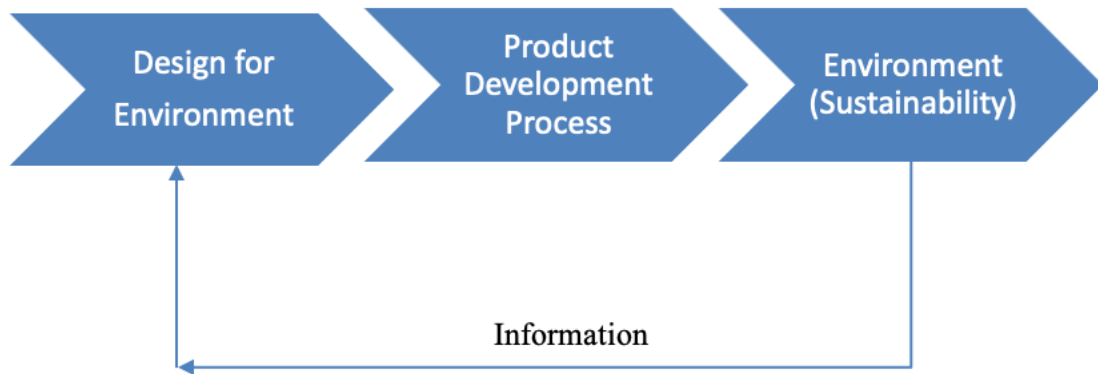 Design for
Environment
Product
Development
Process
Environment
(Sustainability)
Information